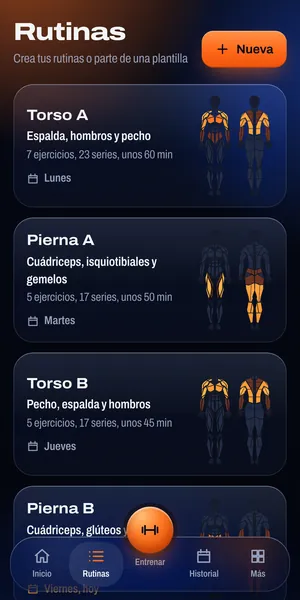 Rutinas
Crea tus rutinas o parte de una plantilla
+ Nueva
Torso A
Espalda, hombros y pecho
7 ejercicios, 23 series, unos 60 min
Lunes
Pierna A
Cuádriceps, isquiotibiales y
gemelos
5 ejercicios, 17 series, unos 50 min
Martes
Torso B
Pecho, espalda y hombros
5 ejercicios, 17 series, unos 45 min
Jueves
Pierna B
Cuádriceps, glúteos y
Viernes, hoy
Inicio
Rutinas
Entrenar
Historial
Más